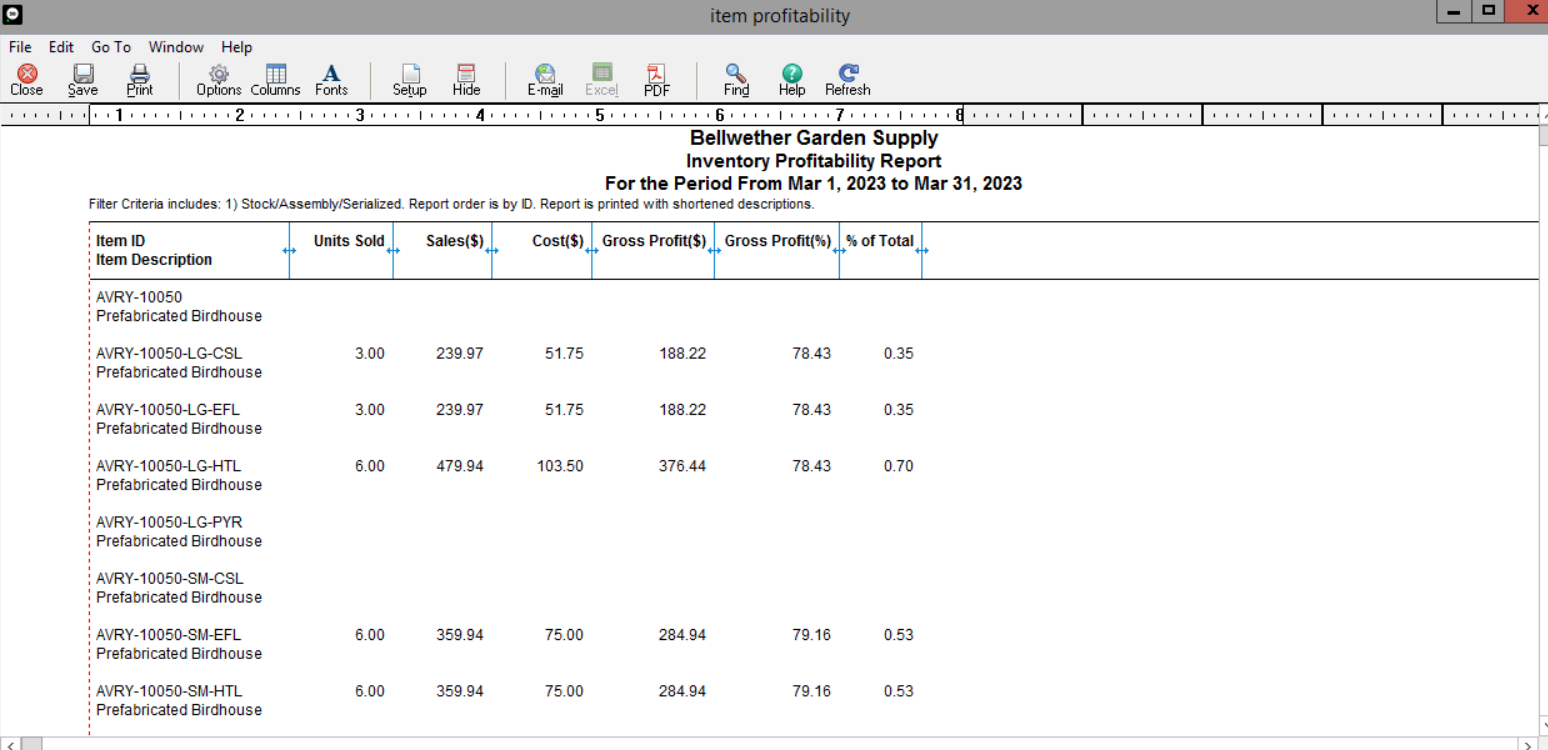 item profitability
File Edit Go To Window Help
Close Save Print Options Columns Fonts Setup Hide E-mail Excel PDF Find Help Refresh
1 2 3 4 5 6 7 8
Bellwether Garden Supply
Inventory Profitability Report
For the Period From Mar 1, 2023 to Mar 31, 2023
Filter Criteria includes: 1) Stock/Assembly/Serialized. Report order is by ID. Report is printed with shortened descriptions.
Item ID Units Sold Sales($) Cost($) Gross Profit($) Gross Profit(%) % of Total
Item Description
AVRY-10050
Prefabricated Birdhouse
AVRY-10050-LG-CSL 3.00 239.97 51.75 188.22 78.43 0.35
Prefabricated Birdhouse
AVRY-10050-LG-EFL 3.00 239.97 51.75 188.22 78.43 0.35
Prefabricated Birdhouse
AVRY-10050-LG-HTL 6.00 479.94 103.50 376.44 78.43 0.70
Prefabricated Birdhouse
AVRY-10050-LG-PYR
Prefabricated Birdhouse
AVRY-10050-SM-CSL
Prefabricated Birdhouse
AVRY-10050-SM-EFL 6.00 359.94 75.00 284.94 79.16 0.53
Prefabricated Birdhouse
AVRY-10050-SM-HTL 6.00 359.94 75.00 284.94 79.16 0.53
Prefabricated Birdhouse